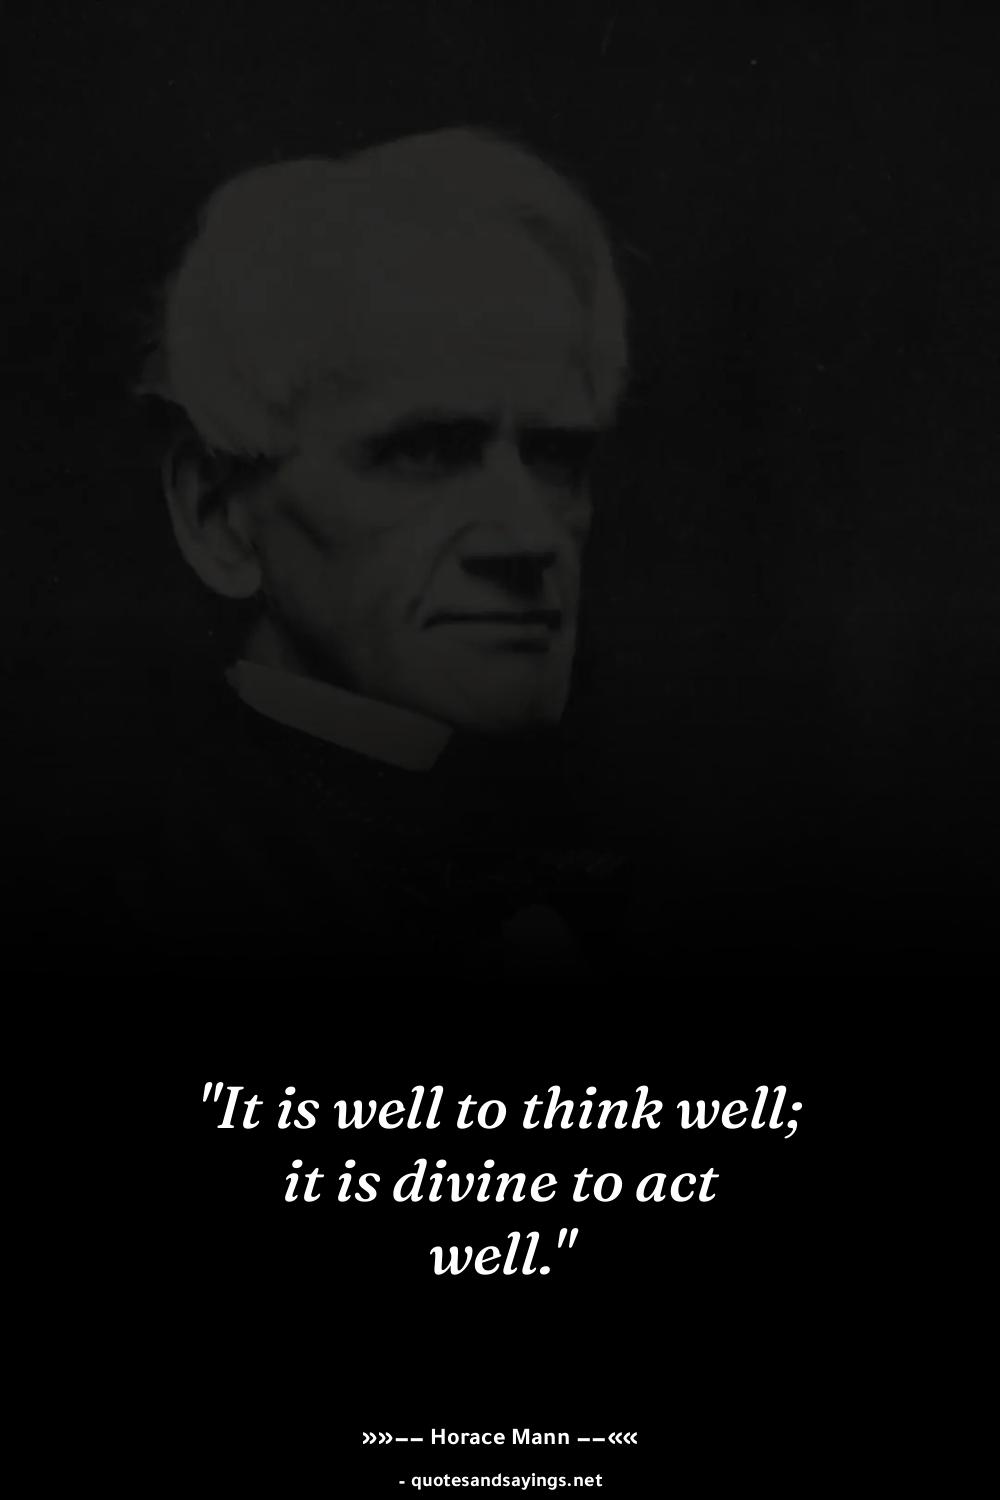 "It is well to think well;
it is divine to act
well."
»»−− Horace Mann −−««
- quotesandsayings.net